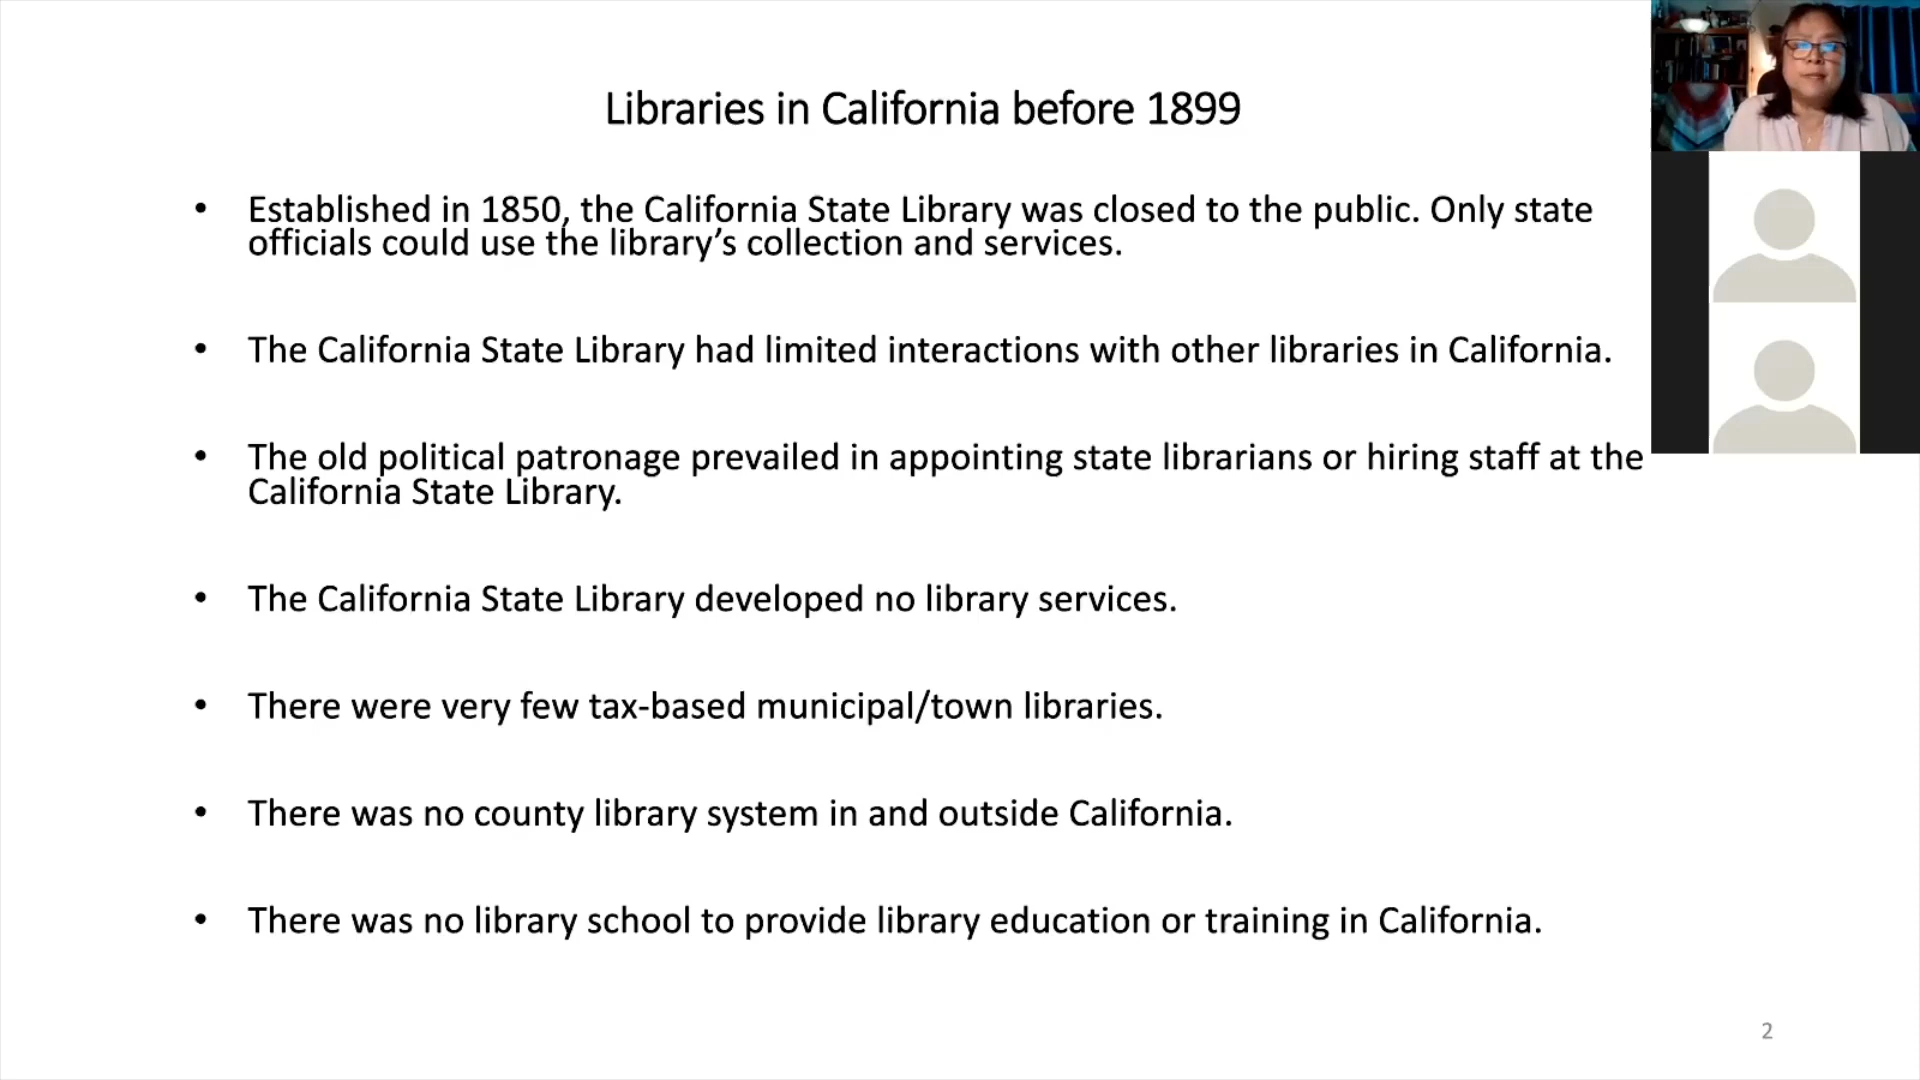 Libraries in California before 1899
• Established in 1850, the California State Library was closed to the public. Only state
officials could use the library’s collection and services.
• The California State Library had limited interactions with other libraries in California.
• The old political patronage prevailed in appointing state librarians or hiring staff at the
California State Library.
• The California State Library developed no library services.
• There were very few tax-based municipal/town libraries.
• There was no county library system in and outside California.
• There was no library school to provide library education or training in California.
2